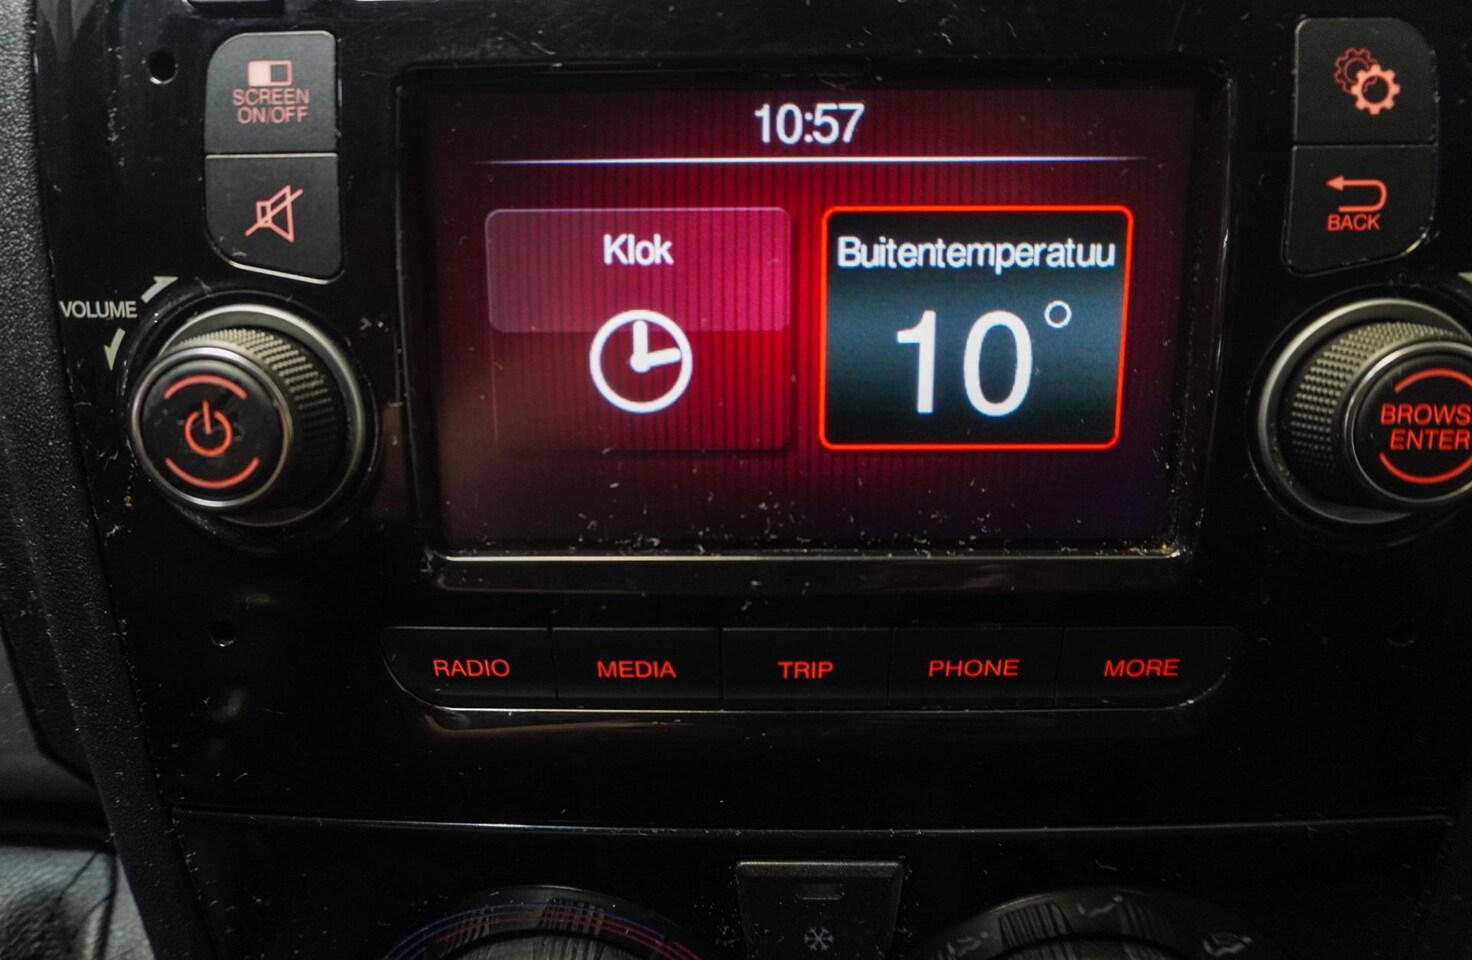 SCREEN
ON/OFF
10:57
Klok
Buitentemperatuu
10°
BACK
VOLUME
BROWS
ENTER
RADIO
MEDIA
TRIP
PHONE
MORE